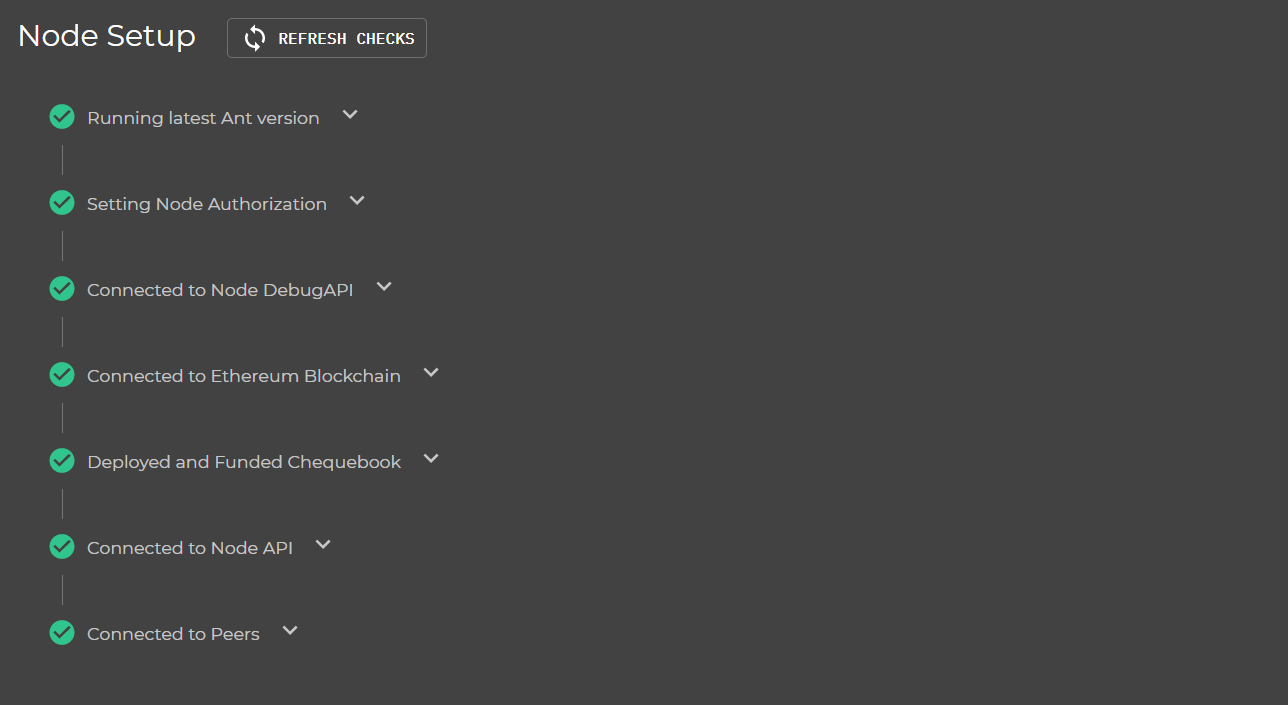 Node Setup
REFRESH CHECKS
Running latest Ant version
Setting Node Authorization
Connected to Node DebugAPI
Connected to Ethereum Blockchain
Deployed and Funded Chequebook
Connected to Node API
Connected to Peers